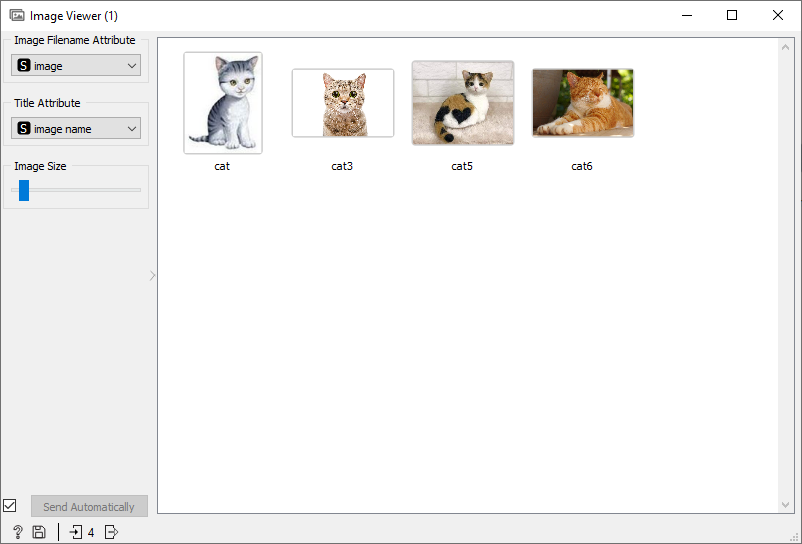 Image Viewer (1)
Image Filename Attribute
S image
Title Attribute
S image name
Image Size
cat
cat3
cat5
cat6
Send Automatically
? 4